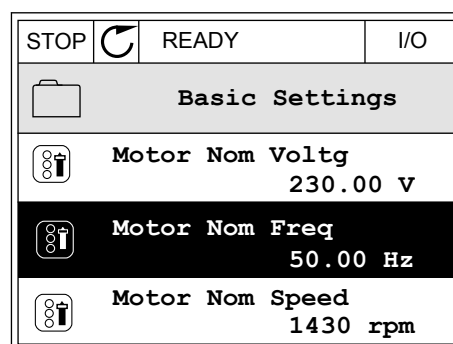 STOP READY I/O
Basic Settings
Motor Nom Voltg
230.00 V
Motor Nom Freq
50.00 Hz
Motor Nom Speed
1430 rpm